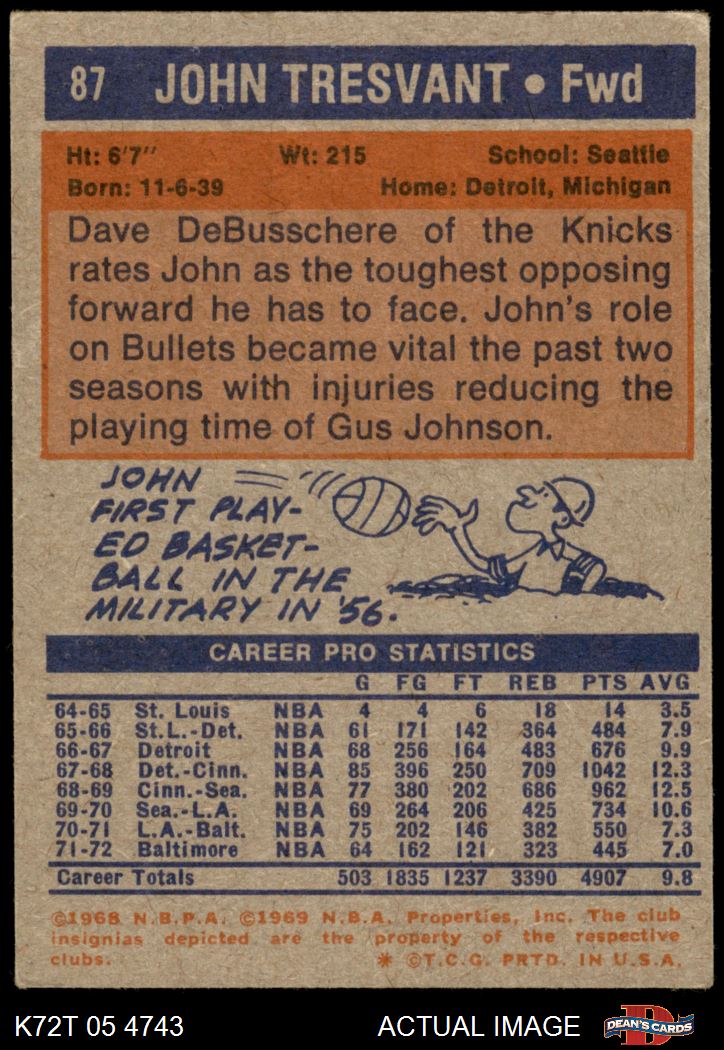 87 JOHN TRESVANT • Fwd
Ht: 6'7" Wt: 215 School: Seattle
Born: 11-6-39 Home: Detroit, Michigan
Dave DeBusschere of the Knicks
rates John as the toughest opposing
forward he has to face. John's role
on Bullets became vital the past two
seasons with injuries reducing the
playing time of Gus Johnson.
JOHN
FIRST PLAY-
ED BASKET-
BALL IN THE
MILITARY IN '56.
CAREER PRO STATISTICS
G FG FT REB PTS AVG
64-65 St. Louis NBA 4 4 6 18 14 3.5
65-66 St.L.-Det. NBA 61 171 142 364 484 7.9
66-67 Detroit NBA 68 256 164 483 676 9.9
67-68 Det.-Cinn. NBA 85 396 250 709 1042 12.3
68-69 Cinn.-Sea. NBA 77 380 202 686 962 12.5
69-70 Sea.-L.A. NBA 69 264 206 425 734 10.6
70-71 L.A.-Balt. NBA 75 202 146 382 550 7.3
71-72 Baltimore NBA 64 162 121 323 445 7.0
Career Totals 503 1835 1237 3390 4907 9.8
©1968 N.B.P.A. ©1969 N.B.A. Properties, Inc. The club
insignias depicted are the property of the respective
clubs. * ©T.C.G. PRTD. IN U.S.A.
K72T 05 4743 ACTUAL IMAGE DEAN'S CARDS